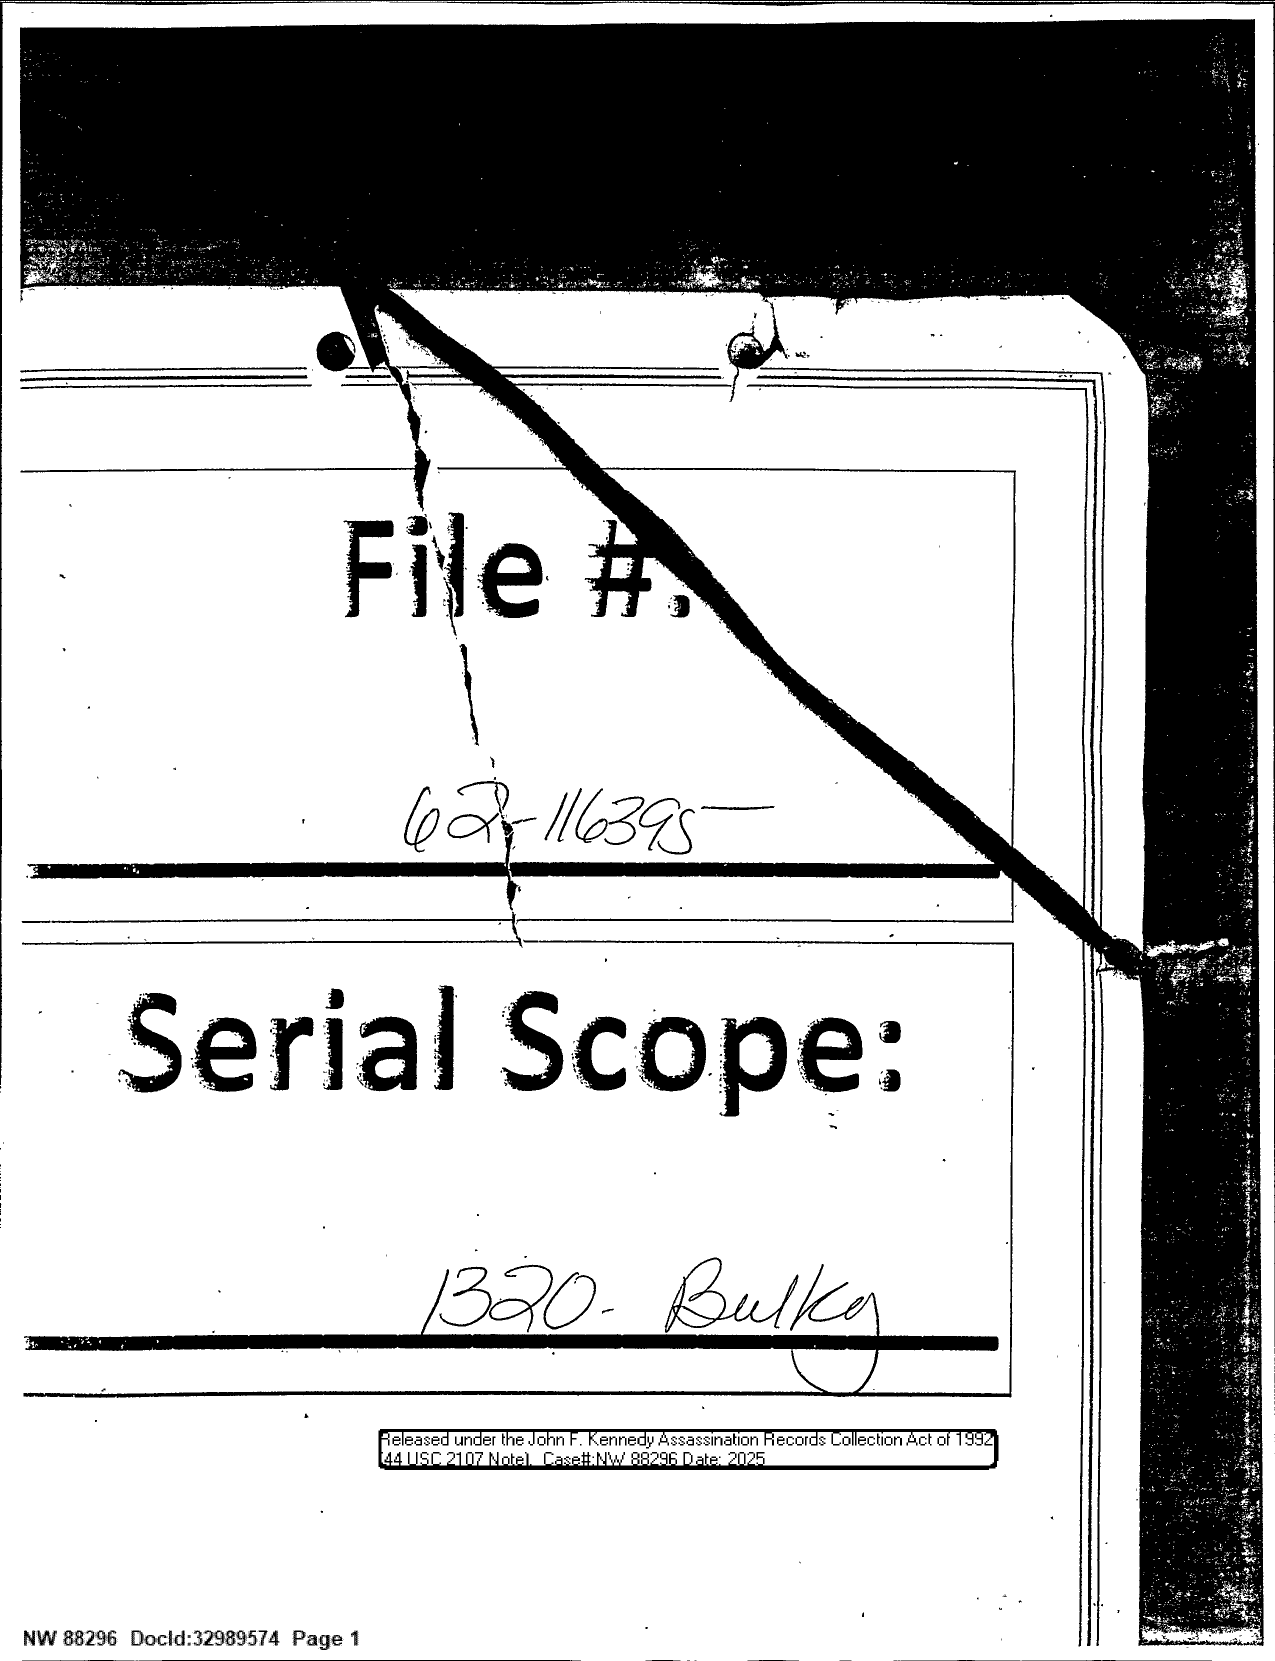 File #:
62-116395
Serial Scope:
1320- Bulky
Released under the John F. Kennedy Assassination Records Collection Act of 1992
(44 USC 2107 Note). Case#:NW 88296 Date: 2025
NW 88296 DocId:32989574 Page 1